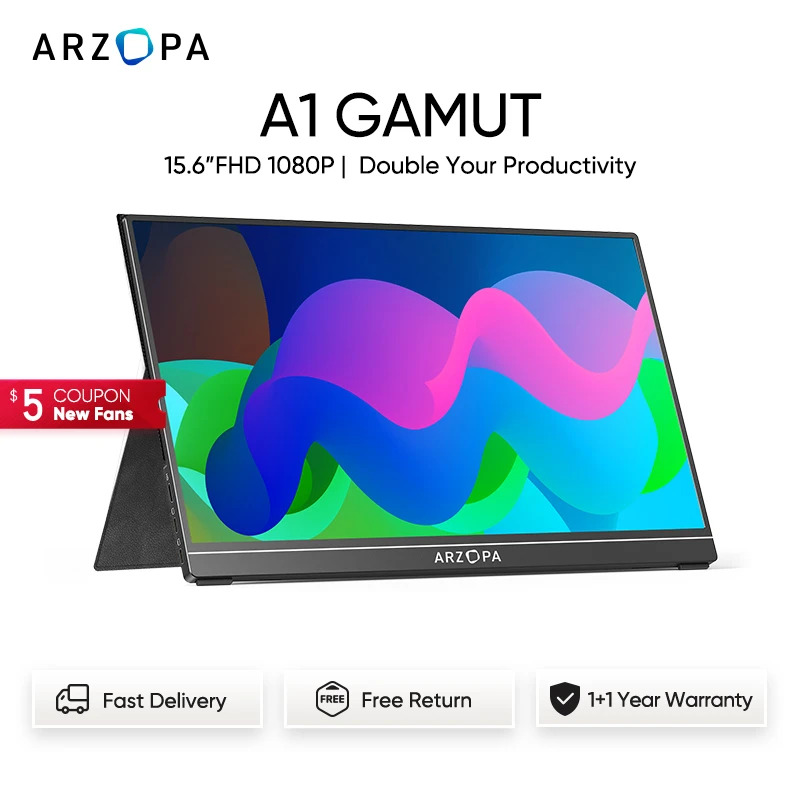 ARZOPA
A1 GAMUT
15.6”FHD 1080P | Double Your Productivity
$5 COUPON
New Fans
ARZOPA
Fast Delivery
FREE Free Return
1+1 Year Warranty